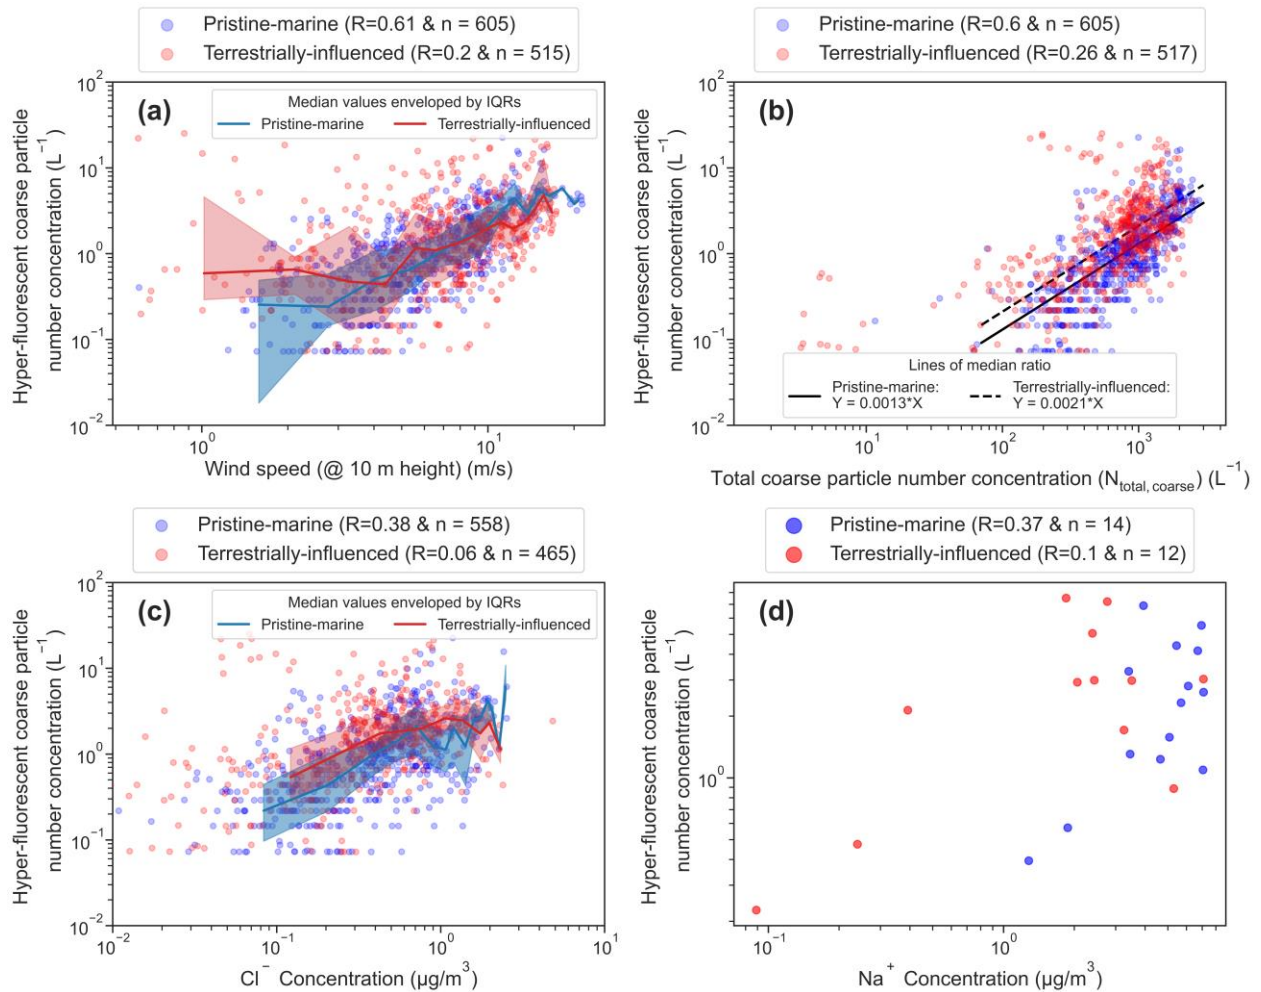 Pristine-marine (R=0.61 & n = 605)
Terrestrially-influenced (R=0.2 & n = 515)
(a)
Median values enveloped by IQRs
Pristine-marine
Terrestrially-influenced
Hyper-fluorescent coarse particle
number concentration (L⁻¹)
10²
10¹
10⁰
10⁻¹
10⁻²
10⁰
10¹
Wind speed (@ 10 m height) (m/s)
Pristine-marine (R=0.6 & n = 605)
Terrestrially-influenced (R=0.26 & n = 517)
(b)
Hyper-fluorescent coarse particle
number concentration (L⁻¹)
10²
10¹
10⁰
10⁻¹
10⁻²
Lines of median ratio
Pristine-marine:
Y = 0.0013*X
Terrestrially-influenced:
Y = 0.0021*X
10¹
10²
10³
Total coarse particle number concentration (Ntotal, coarse) (L⁻¹)
Pristine-marine (R=0.38 & n = 558)
Terrestrially-influenced (R=0.06 & n = 465)
(c)
Median values enveloped by IQRs
Pristine-marine
Terrestrially-influenced
Hyper-fluorescent coarse particle
number concentration (L⁻¹)
10²
10¹
10⁰
10⁻¹
10⁻²
10⁻²
10⁻¹
10⁰
10¹
Cl⁻ Concentration (µg/m³)
Pristine-marine (R=0.37 & n = 14)
Terrestrially-influenced (R=0.1 & n = 12)
(d)
Hyper-fluorescent coarse particle
number concentration (L⁻¹)
10⁰
10⁻¹
10⁰
Na⁺ Concentration (µg/m³)